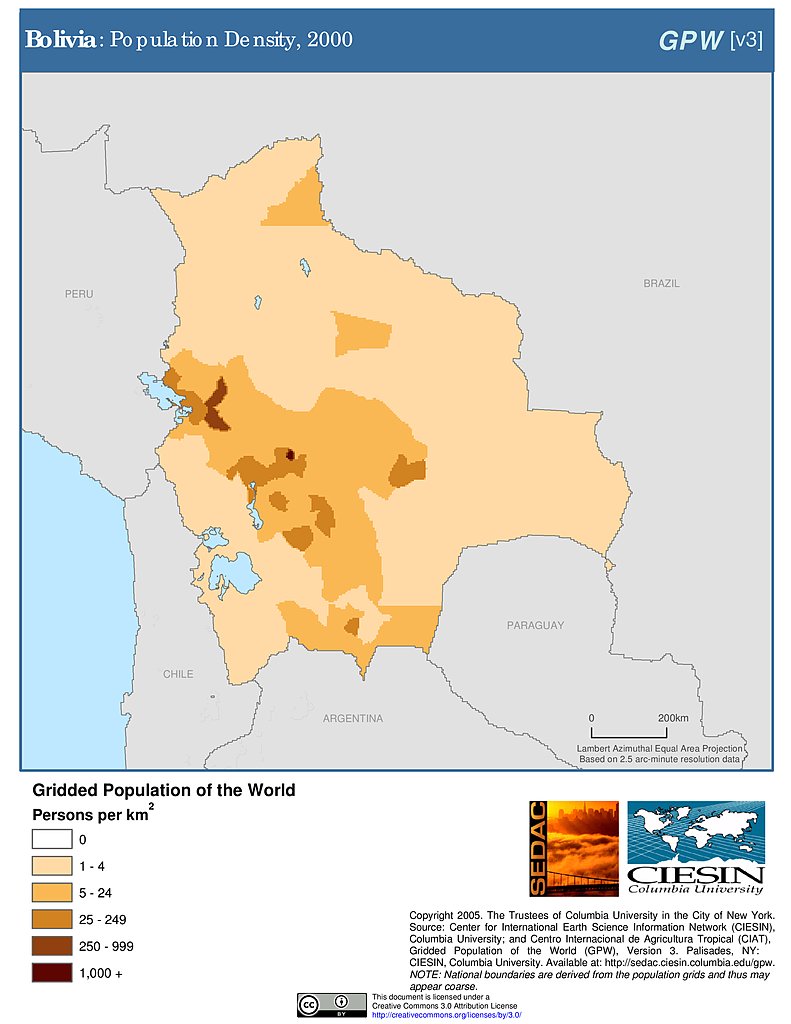 Bolivia: Population Density, 2000
GPW [v3]
PERU
BRAZIL
PARAGUAY
CHILE
ARGENTINA
0 200km
Lambert Azimuthal Equal Area Projection
Based on 2.5 arc-minute resolution data
Gridded Population of the World
Persons per km2
0
1 - 4
5 - 24
25 - 249
250 - 999
1,000 +
SEDAC
CIESIN
Columbia University
Copyright 2005. The Trustees of Columbia University in the City of New York.
Source: Center for International Earth Science Information Network (CIESIN),
Columbia University; and Centro Internacional de Agricultura Tropical (CIAT),
Gridded Population of the World (GPW), Version 3. Palisades, NY:
CIESIN, Columbia University. Available at: http://sedac.ciesin.columbia.edu/gpw.
NOTE: National boundaries are derived from the population grids and thus may
appear coarse.
cc BY
This document is licensed under a
Creative Commons 3.0 Attribution License
http://creativecommons.org/licenses/by/3.0/